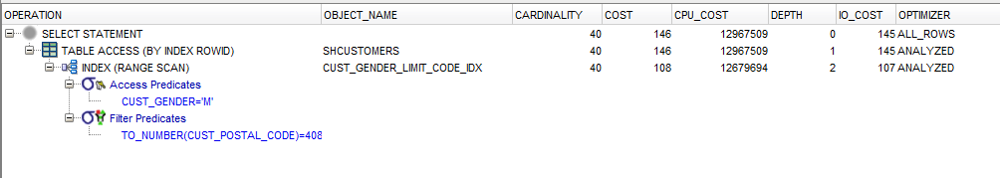 OPERATION OBJECT_NAME CARDINALITY COST CPU_COST DEPTH IO_COST OPTIMIZER
SELECT STATEMENT 40 146 12967509 0 145 ALL_ROWS
TABLE ACCESS (BY INDEX ROWID) SHCUSTOMERS 40 146 12967509 1 145 ANALYZED
INDEX (RANGE SCAN) CUST_GENDER_LIMIT_CODE_IDX 40 108 12679694 2 107 ANALYZED
Access Predicates
CUST_GENDER='M'
Filter Predicates
TO_NUMBER(CUST_POSTAL_CODE)=408